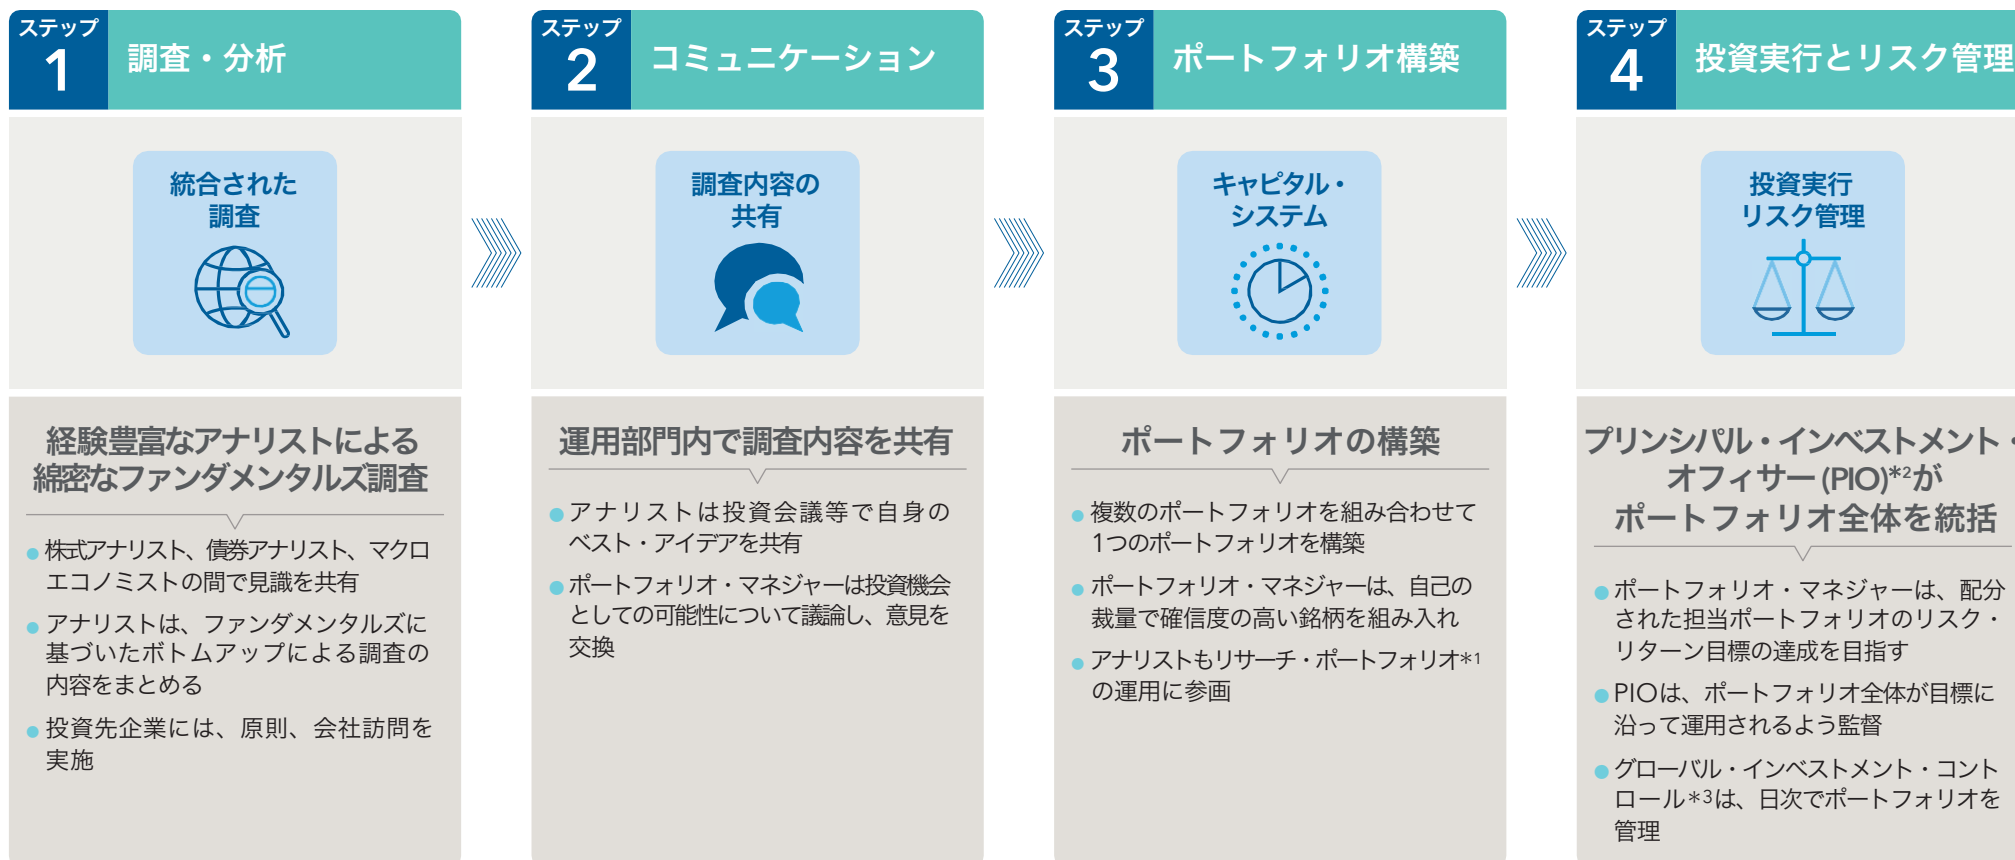 ステップ
1
調査・分析
統合された
調査
経験豊富なアナリストによる
綿密なファンダメンタルズ調査
● 株式アナリスト、債券アナリスト、マクロ
エコノミストの間で見識を共有
● アナリストは、ファンダメンタルズに
基づいたボトムアップによる調査の
内容をまとめる
● 投資先企業には、原則、会社訪問を
実施
ステップ
2
コミュニケーション
調査内容の
共有
運用部門内で調査内容を共有
● アナリストは投資会議等で自身の
ベスト・アイデアを共有
● ポートフォリオ・マネジャーは投資機会
としての可能性について議論し、意見を
交換
ステップ
3
ポートフォリオ構築
キャピタル・
システム
ポートフォリオの構築
● 複数のポートフォリオを組み合わせて
1つのポートフォリオを構築
● ポートフォリオ・マネジャーは、自己の
裁量で確信度の高い銘柄を組み入れ
● アナリストもリサーチ・ポートフォリオ*1
の運用に参画
ステップ
4
投資実行とリスク管理
投資実行
リスク管理
プリンシパル・インベストメント・
オフィサー(PIO)*2が
ポートフォリオ全体を統括
● ポートフォリオ・マネジャーは、配分
された担当ポートフォリオのリスク・
リターン目標の達成を目指す
● PIOは、ポートフォリオ全体が目標に
沿って運用されるよう監督
● グローバル・インベストメント・コント
ロール*3は、日次でポートフォリオを
管理